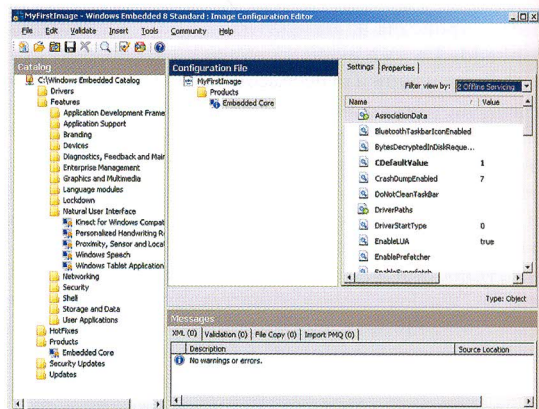 MyFirstImage - Windows Embedded 8 Standard : Image Configuration Editor
File Edit Validate Insert Tools Community Help
Catalog
C:\Windows Embedded Catalog
Drivers
Features
Application Development Frame
Application Support
Branding
Devices
Diagnostics, Feedback and Main
Enterprise Management
Graphics and Multimedia
Language modules
Lockdown
Natural User Interface
Kinect for Windows Compat
Personalized Handwriting R
Proximity, Sensor and Locat
Windows Speech
Windows Tablet Application
Networking
Security
Shell
Storage and Data
User Applications
HotFixes
Products
Embedded Core
Security Updates
Updates
Configuration File
MyFirstImage
Products
Embedded Core
Settings Properties
Filter view by: 2 Offline Servicing
Name / Value
AssociationData
BluetoothTaskbarIconEnabled
BytesDecryptedInDiskReque...
CDefaultValue 1
CrashDumpEnabled 7
DoNotCleanTaskBar
DriverPaths
DriverStartType 0
EnableLUA true
EnablePrefetcher
EnableSuperfetch
Type: Object
Messages
XML (0) Validation (0) File Copy (0) Import PMQ (0)
Description Source Location
No warnings or errors.